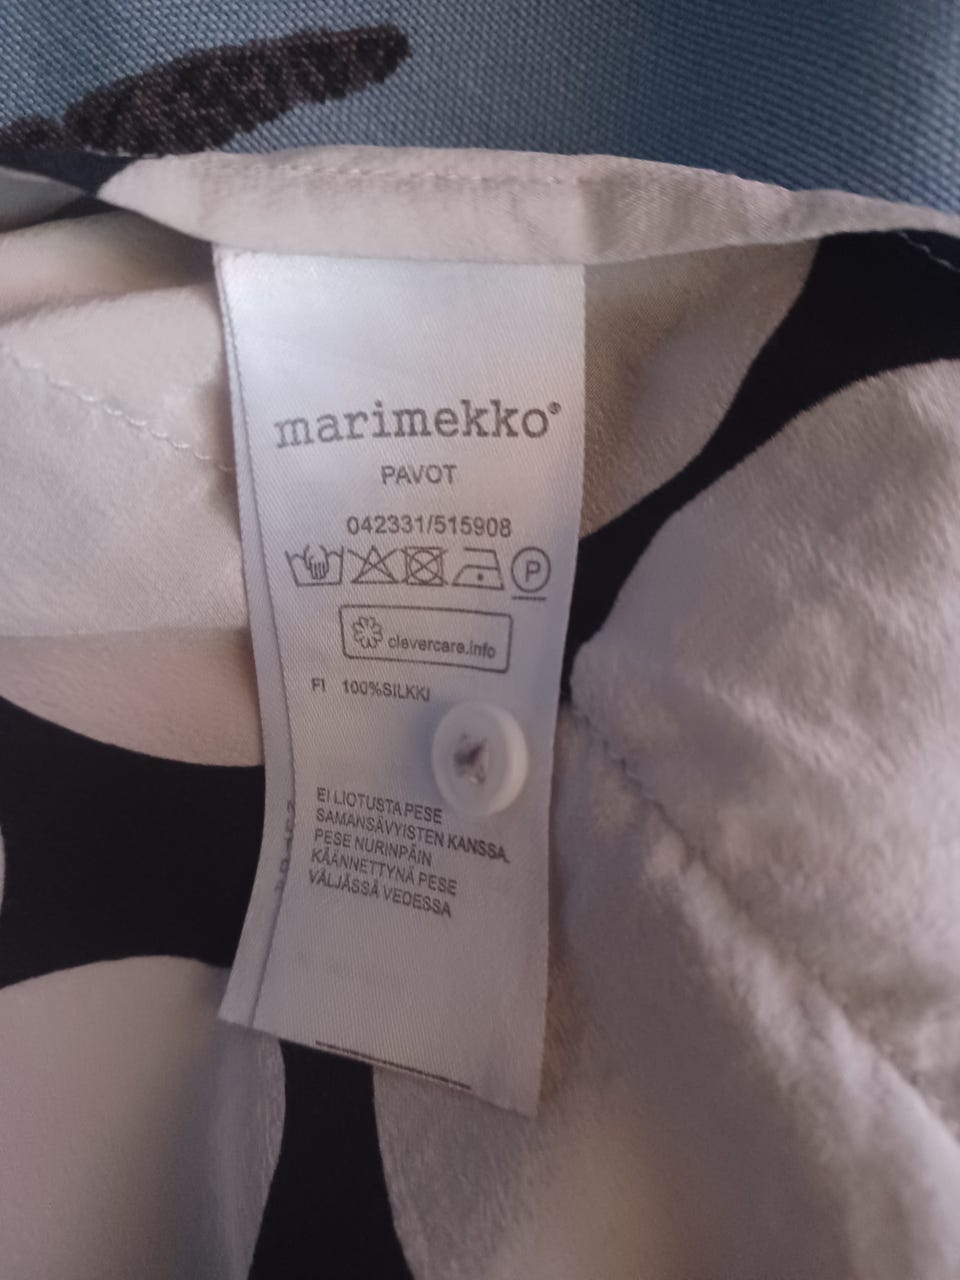 marimekko®
PAVOT
042331/515908
P
clevercare.info
FI 100%SILKKI
EI LIOTUSTA PESE
SAMANSÄVYISTEN KANSSA
PESE NURINPÄIN
KÄÄNNETTYNÄ PESE
VÄLJÄSSÄ VEDESSÄ